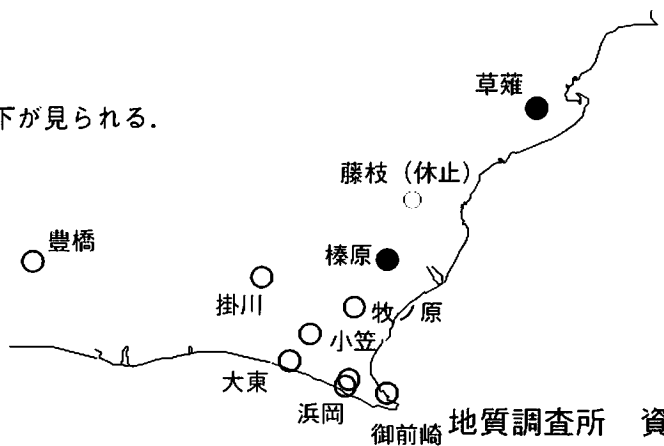 草薙
下が見られる.
藤枝（休止）
豊橋
榛原
掛川
牧ノ原
小笠
大東
浜岡
御前崎
地質調査所　資